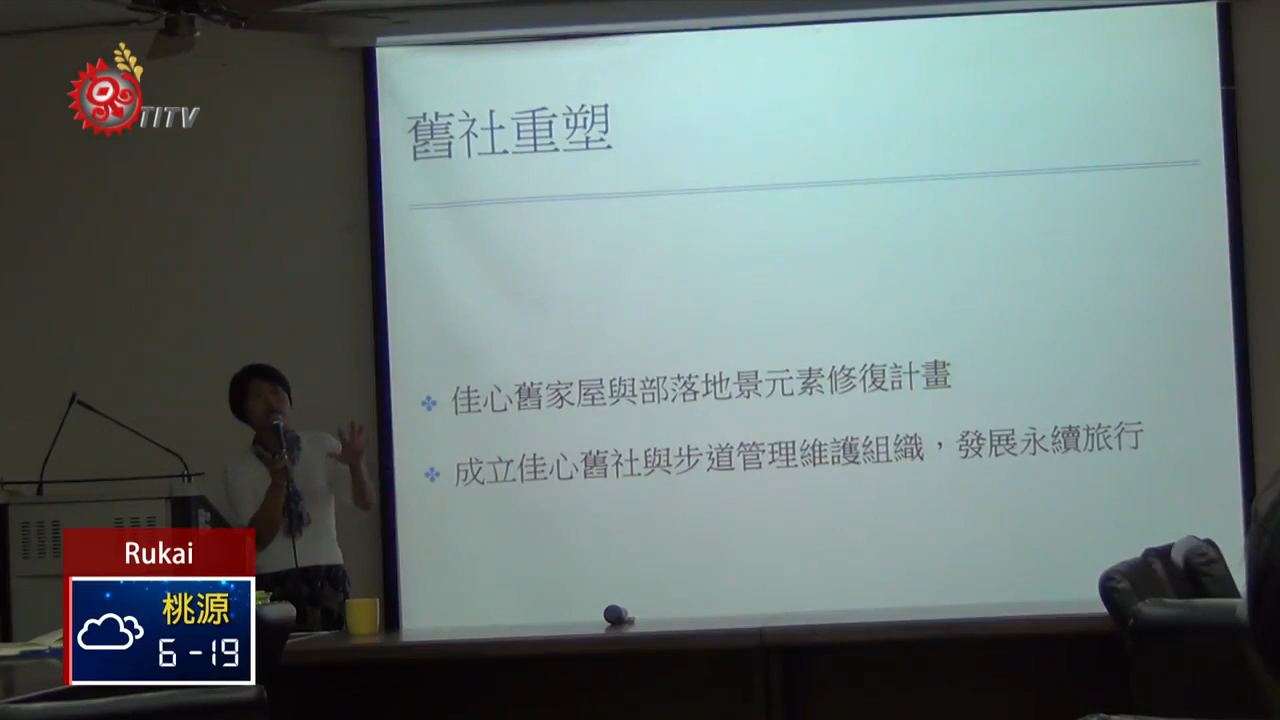 TITV
舊社重塑
佳心舊家屋與部落地景元素修復計畫
成立佳心舊社與步道管理維護組織，發展永續旅行
Rukai
桃源
6-19